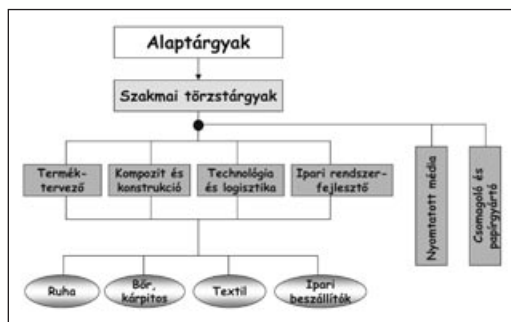 Alaptárgyak
Szakmai törzstárgyak
Termék-
tervező
Kompozit és
konstrukció
Technológia
és logisztika
Ipari rendszer-
fejlesztő
Nyomtatott média
Csomagoló és
papírgyártó
Ruha
Bőr,
kárpitos
Textil
Ipari
beszállítók